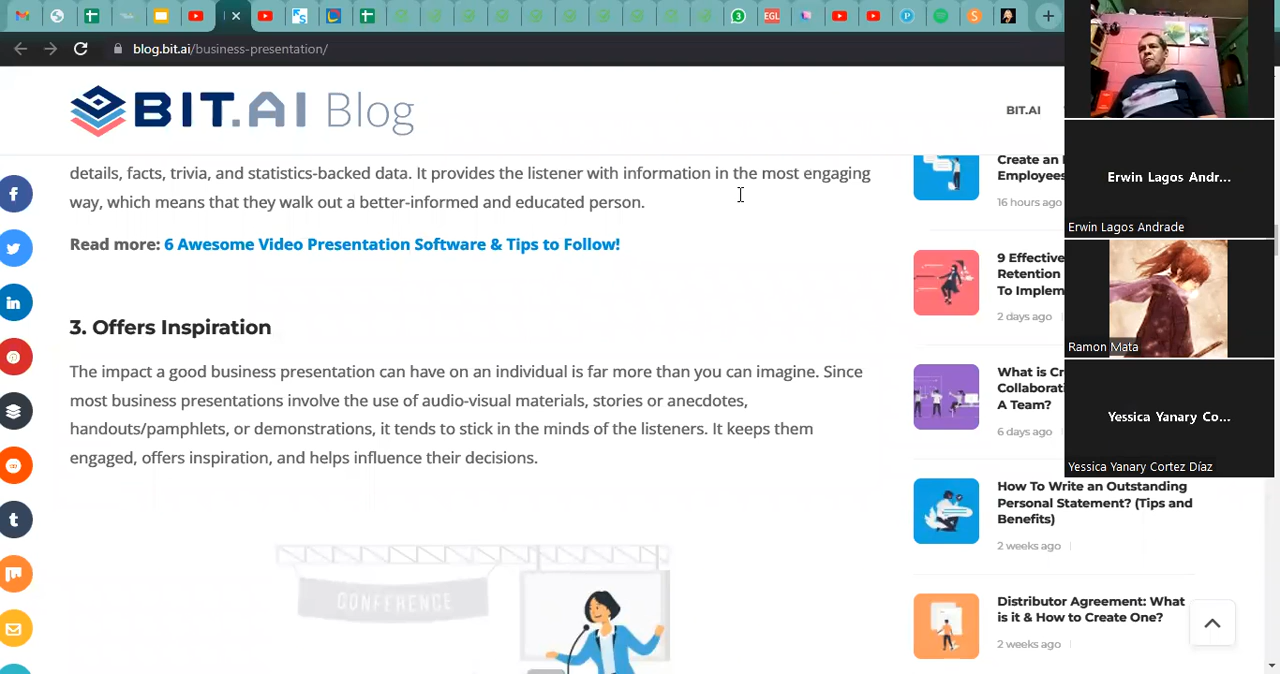 3
EGL
blog.bit.ai/business-presentation/
BIT.AI Blog
BIT.AI
details, facts, trivia, and statistics-backed data. It provides the listener with information in the most engaging
way, which means that they walk out a better-informed and educated person.
Read more: 6 Awesome Video Presentation Software & Tips to Follow!
3. Offers Inspiration
The impact a good business presentation can have on an individual is far more than you can imagine. Since
most business presentations involve the use of audio-visual materials, stories or anecdotes,
handouts/pamphlets, or demonstrations, it tends to stick in the minds of the listeners. It keeps them
engaged, offers inspiration, and helps influence their decisions.
CONFERENCE
Create an
Employees
16 hours ago
9 Effective
Retention
To Implem
2 days ago
What is Cr
Collaborati
A Team?
6 days ago
How To Write an Outstanding
Personal Statement? (Tips and
Benefits)
2 weeks ago
Distributor Agreement: What
is it & How to Create One?
2 weeks ago
Erwin Lagos Andr...
Erwin Lagos Andrade
Ramon Mata
Yessica Yanary Co...
Yessica Yanary Cortez Díaz